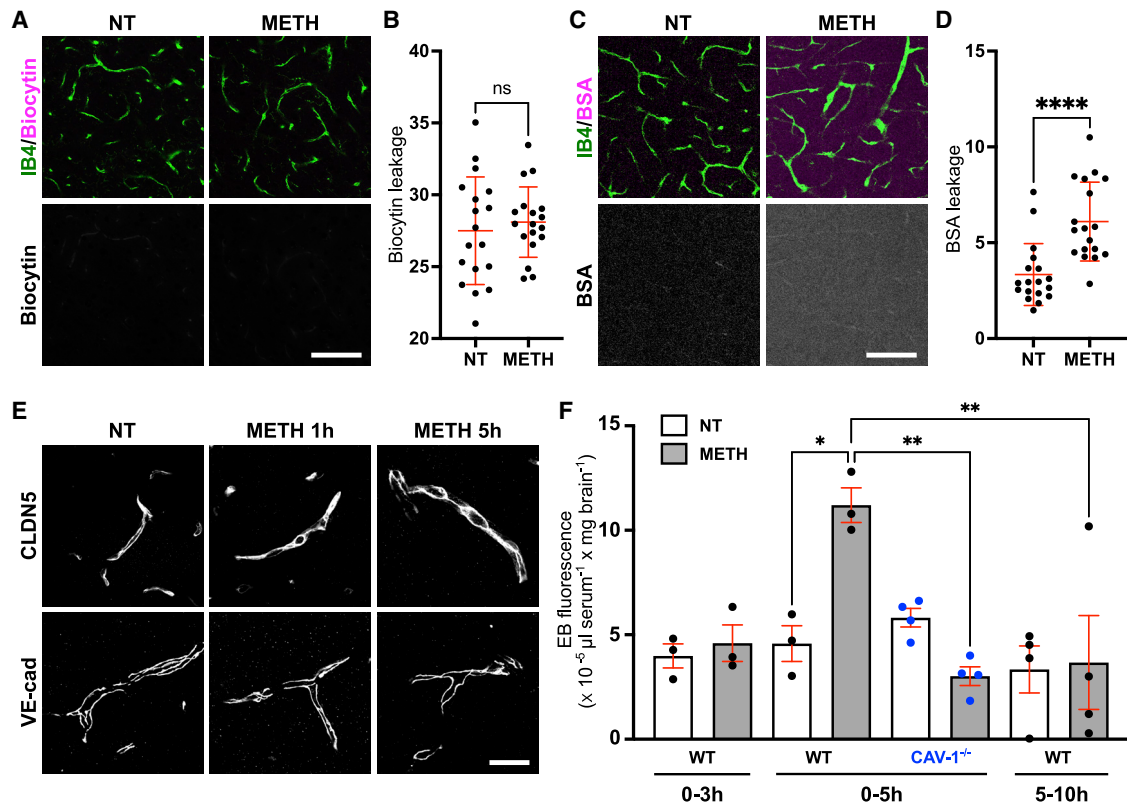 A
NT
METH
IB4/Biocytin
Biocytin
B
ns
Biocytin leakage
40
35
30
25
20
NT
METH
C
NT
METH
IB4/BSA
BSA
D
****
BSA leakage
15
10
5
0
NT
METH
E
NT
METH 1h
METH 5h
CLDN5
VE-cad
F
NT
METH
*
**
**
EB fluorescence
(x 10⁻⁵ µl serum⁻¹ x mg brain⁻¹)
15
10
5
0
WT
WT
CAV-1⁻/⁻
WT
0-3h
0-5h
5-10h